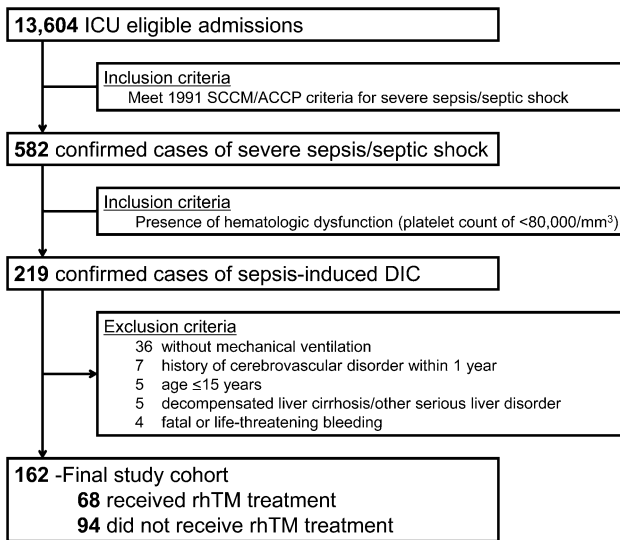 13,604 ICU eligible admissions
Inclusion criteria
Meet 1991 SCCM/ACCP criteria for severe sepsis/septic shock
582 confirmed cases of severe sepsis/septic shock
Inclusion criteria
Presence of hematologic dysfunction (platelet count of <80,000/mm³)
219 confirmed cases of sepsis-induced DIC
Exclusion criteria
36 without mechanical ventilation
7 history of cerebrovascular disorder within 1 year
5 age ≤15 years
5 decompensated liver cirrhosis/other serious liver disorder
4 fatal or life-threatening bleeding
162 -Final study cohort
68 received rhTM treatment
94 did not receive rhTM treatment